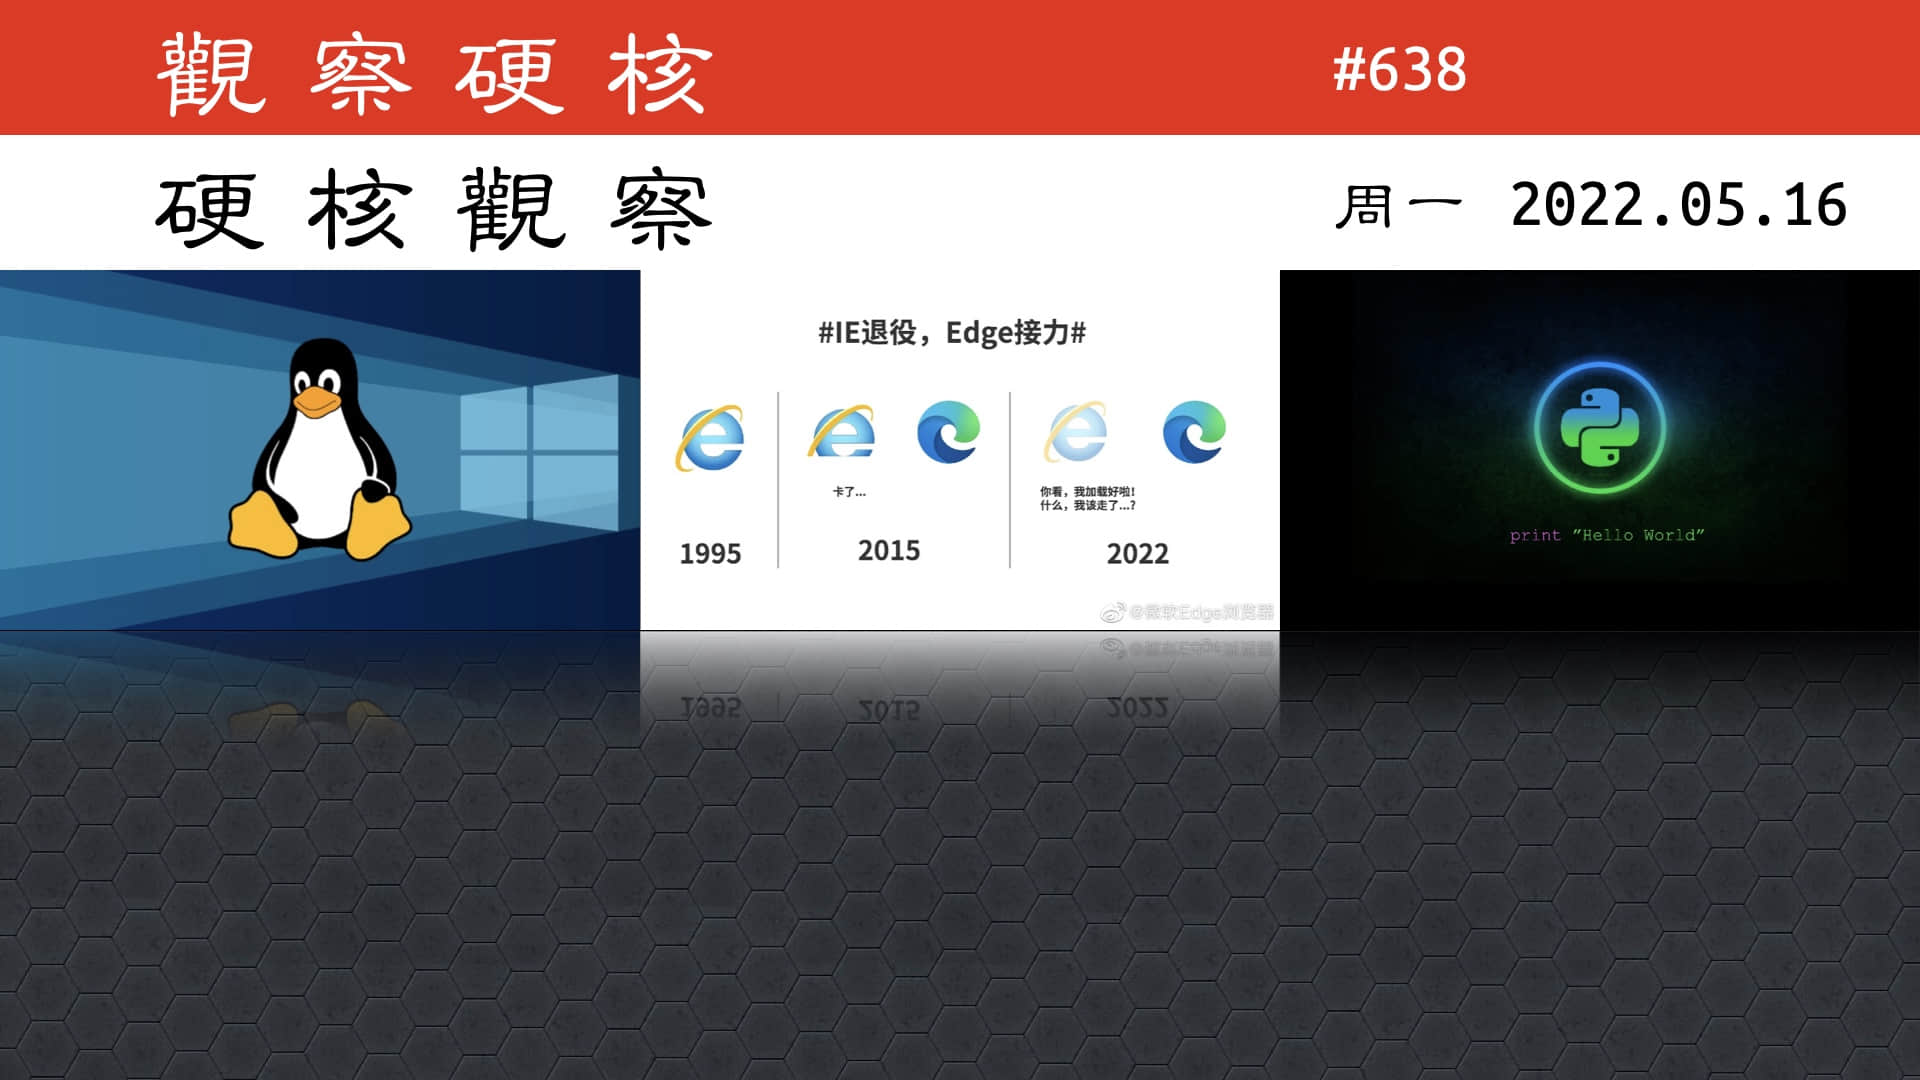 觀察硬核
#638
硬核觀察
周一 2022.05.16
#IE退役，Edge接力#
卡了...
你看，我加载好啦！
什么，我该走了...?
1995
2015
2022
@微软Edge浏览器
print "Hello World"